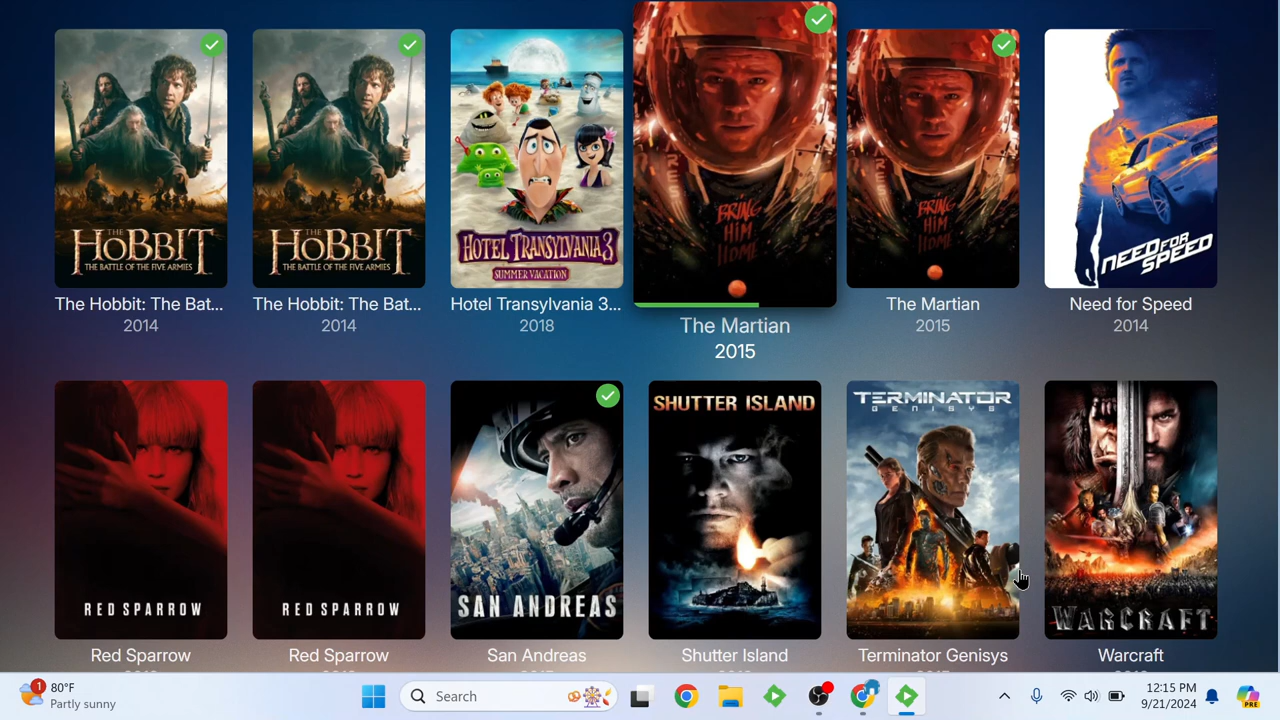 THE
HOBBIT
THE BATTLE OF THE FIVE ARMIES
THE
HOBBIT
THE BATTLE OF THE FIVE ARMIES
HOTEL TRANSYLVANIA 3
SUMMER VACATION
BRING
HIM
HOME
BRING
HIM
HOME
NEED FOR
SPEED
The Hobbit: The Bat...
2014
The Hobbit: The Bat...
2014
Hotel Transylvania 3...
2018
The Martian
2015
The Martian
2015
Need for Speed
2014
RED SPARROW
RED SPARROW
SAN ANDREAS
SHUTTER ISLAND
TERMINATOR
GENISYS
WARCRAFT
Red Sparrow
Red Sparrow
San Andreas
Shutter Island
Terminator Genisys
Warcraft
1
80°F
Partly sunny
Search
12:15 PM
9/21/2024
PRE